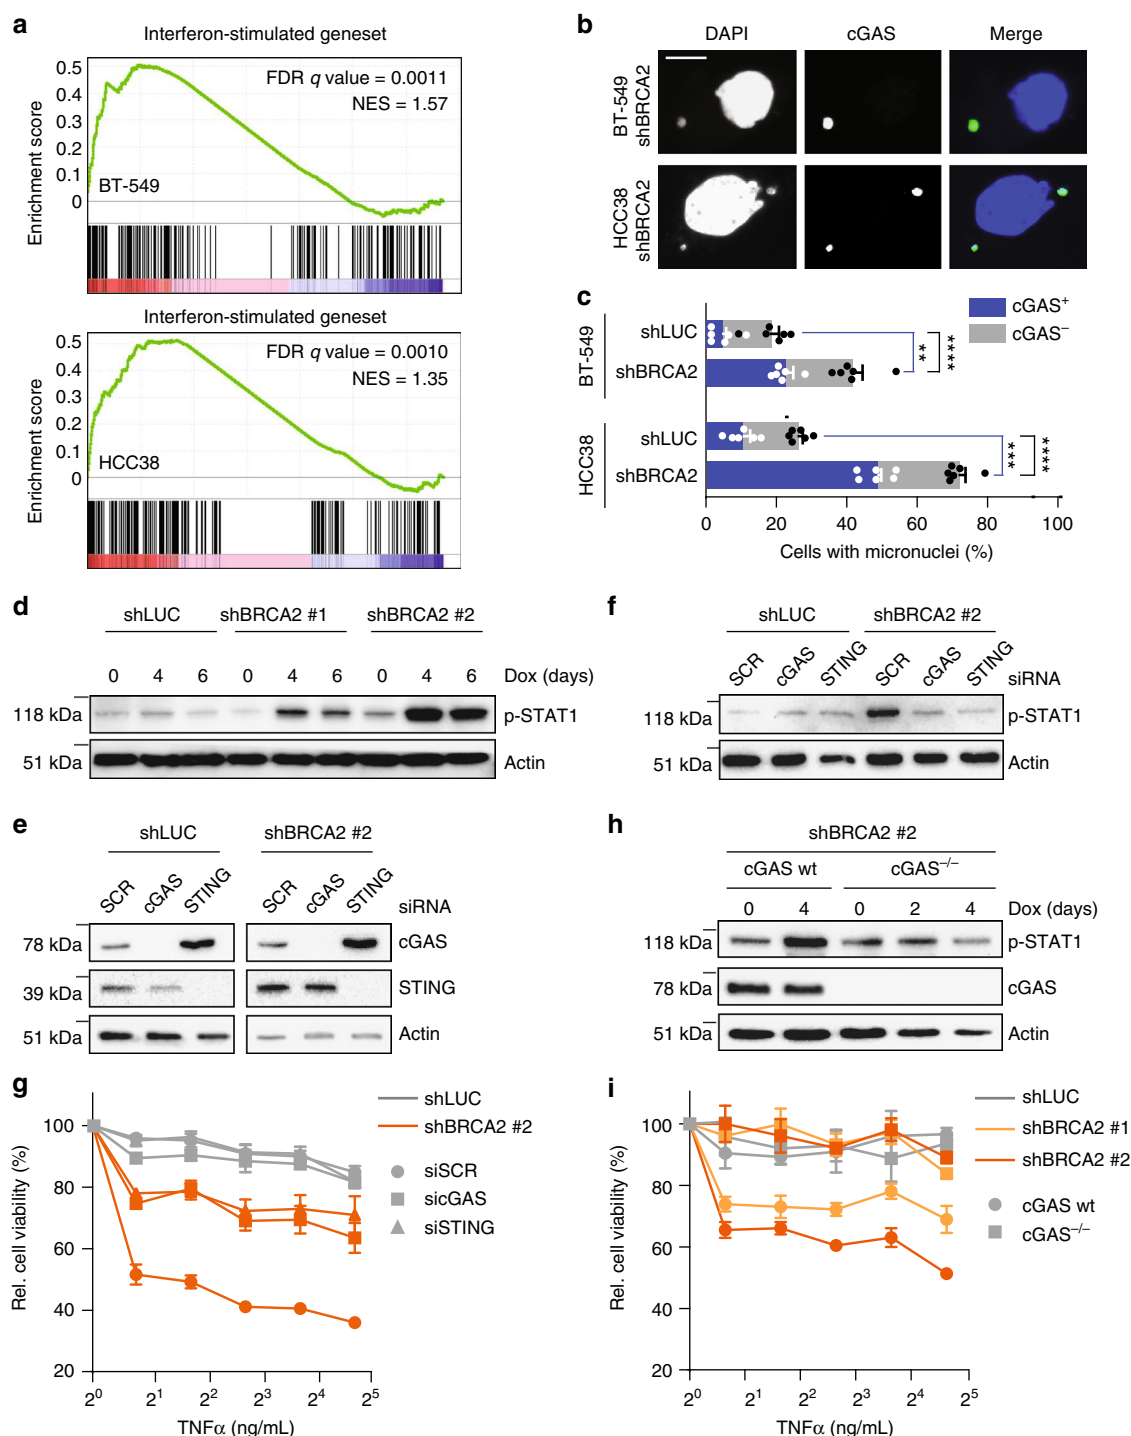 a
Interferon-stimulated geneset
FDR q value = 0.0011
NES = 1.57
BT-549
Enrichment score
0.5
0.4
0.3
0.2
0.1
0
Interferon-stimulated geneset
FDR q value = 0.0010
NES = 1.35
HCC38
Enrichment score
0.5
0.4
0.3
0.2
0.1
0
b
DAPI cGAS Merge
BT-549 shBRCA2
HCC38 shBRCA2
c
cGAS+
cGAS−
BT-549
shLUC
shBRCA2
** ****
HCC38
shLUC
shBRCA2
*** ****
0 20 40 60 80 100
Cells with micronuclei (%)
d
shLUC shBRCA2 #1 shBRCA2 #2
0 4 6 0 4 6 0 4 6 Dox (days)
118 kDa p-STAT1
51 kDa Actin
e
shLUC shBRCA2 #2
SCR cGAS STING SCR cGAS STING siRNA
78 kDa cGAS
39 kDa STING
51 kDa Actin
f
shLUC shBRCA2 #2
SCR cGAS STING SCR cGAS STING siRNA
118 kDa p-STAT1
51 kDa Actin
h
shBRCA2 #2
cGAS wt cGAS−/−
0 4 0 2 4 Dox (days)
118 kDa p-STAT1
78 kDa cGAS
51 kDa Actin
g
shLUC
shBRCA2 #2
siSCR
sicGAS
siSTING
Rel. cell viability (%)
100
80
60
40
20
2⁰ 2¹ 2² 2³ 2⁴ 2⁵
TNFα (ng/mL)
i
shLUC
shBRCA2 #1
shBRCA2 #2
cGAS wt
cGAS−/−
Rel. cell viability (%)
100
80
60
40
20
2⁰ 2¹ 2² 2³ 2⁴ 2⁵
TNFα (ng/mL)